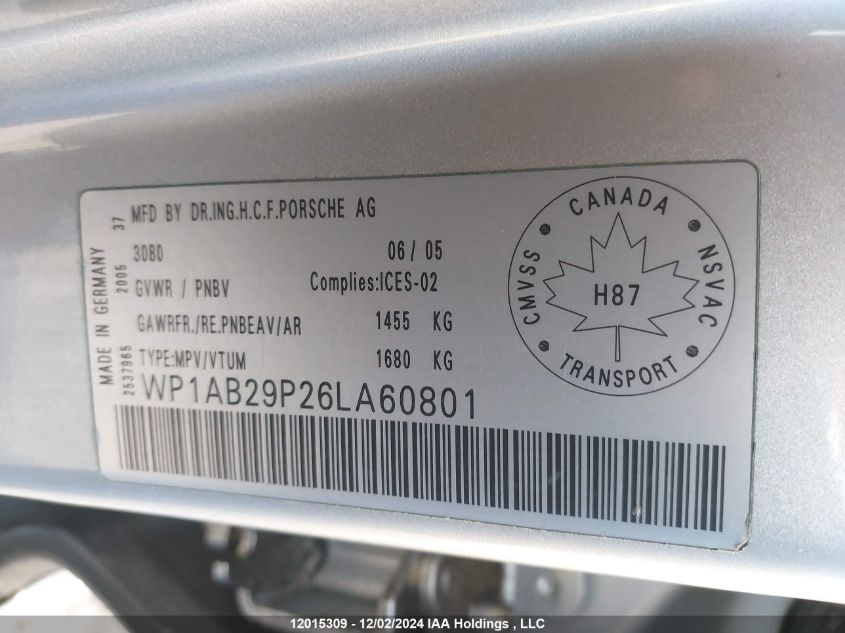 MFD BY DR.ING.H.C.F.PORSCHE AG
3080 06 / 05
GVWR / PNBV Complies:ICES-02
GAWRFR./RE.PNBEAV/AR 1455 KG
TYPE:MPV/VTUM 1680 KG
WP1AB29P26LA60801
MADE IN GERMANY
2537965 2005 37
CANADA
CMVSS
NSVAC
H87
TRANSPORT
12015309 - 12/02/2024 IAA Holdings , LLC